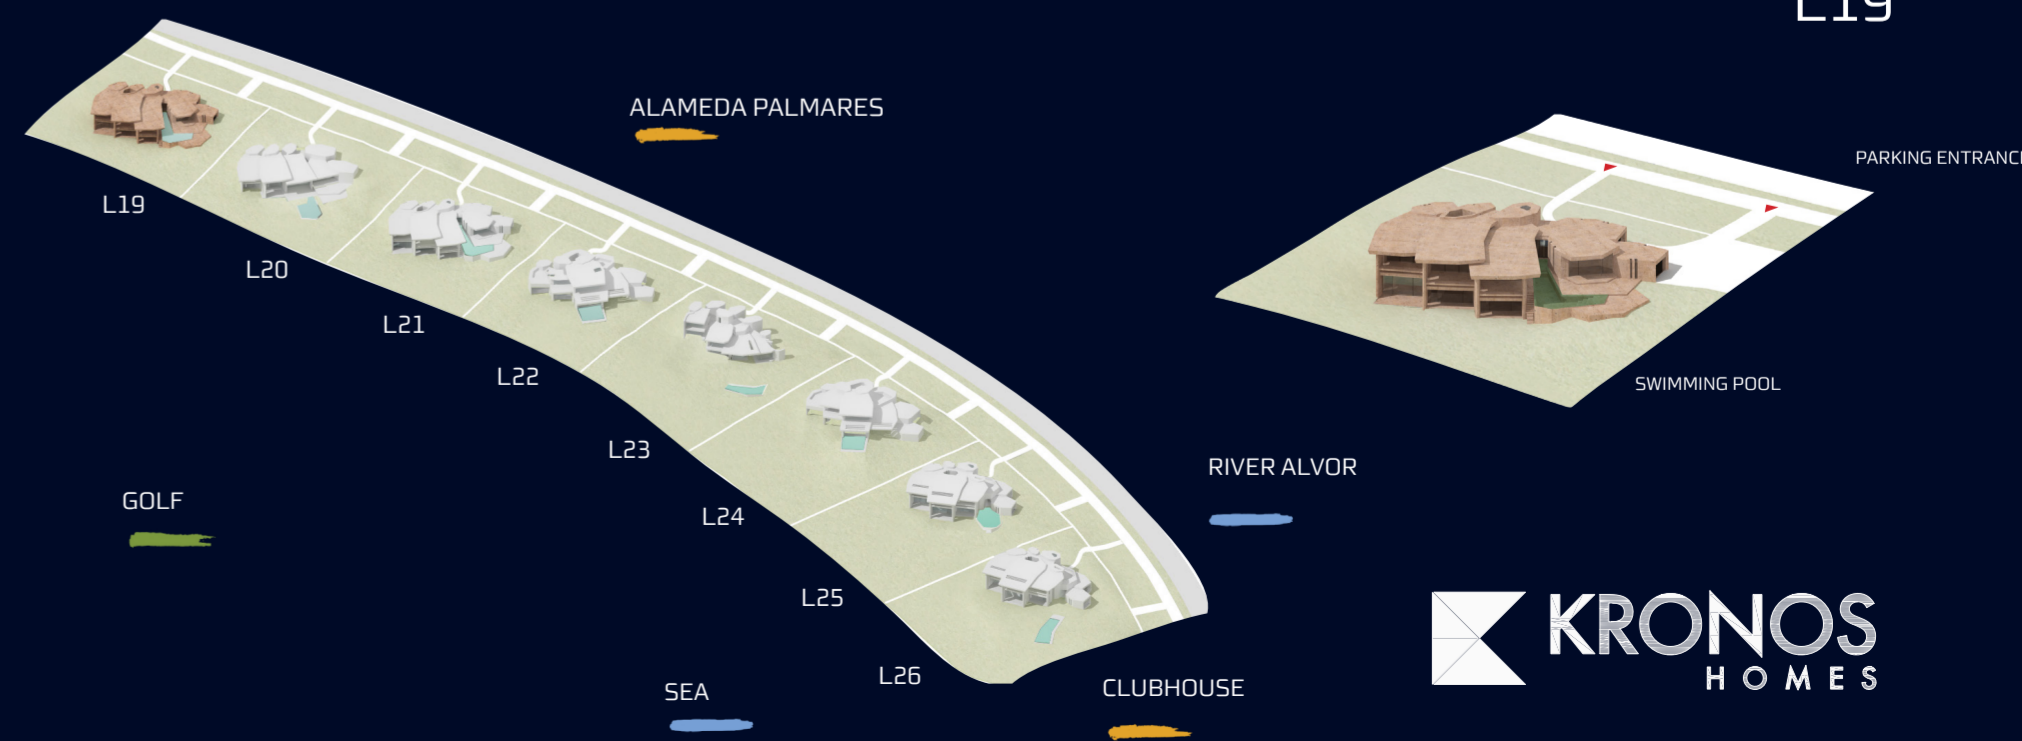 L19
ALAMEDA PALMARES
PARKING ENTRANCE
L19
L20
L21
L22
SWIMMING POOL
L23
RIVER ALVOR
GOLF
L24
L25
KRONOS
HOMES
L26
SEA
CLUBHOUSE